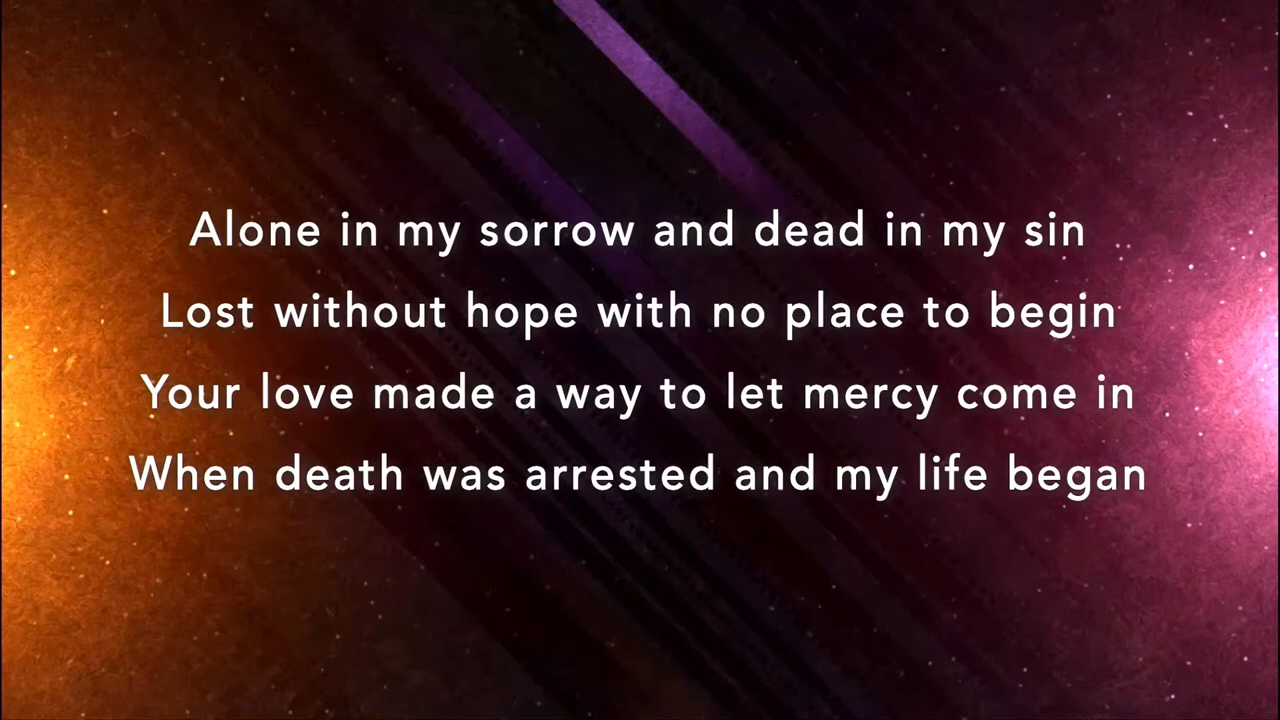 Alone in my sorrow and dead in my sin
Lost without hope with no place to begin
Your love made a way to let mercy come in
When death was arrested and my life began